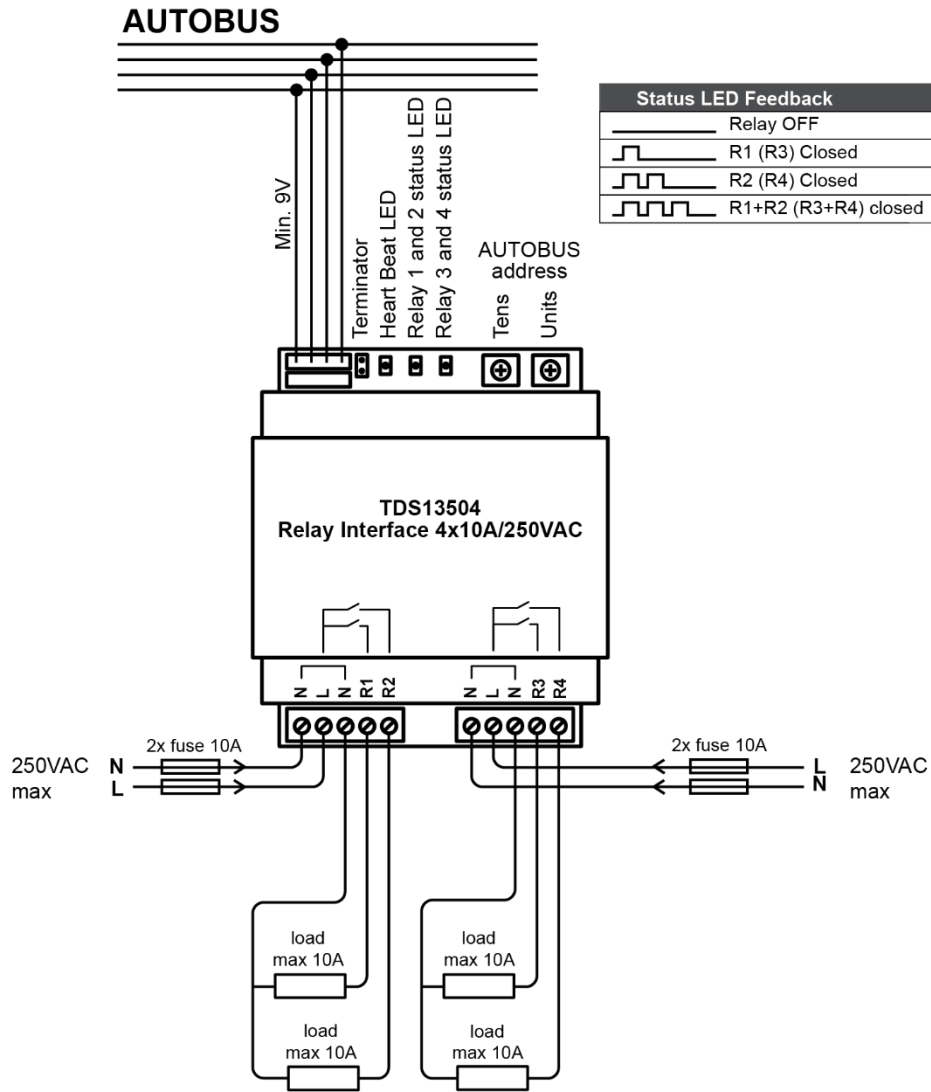 AUTOBUS
Status LED Feedback
Relay OFF
R1 (R3) Closed
R2 (R4) Closed
R1+R2 (R3+R4) closed
Min. 9V
Terminator
Heart Beat LED
Relay 1 and 2 status LED
Relay 3 and 4 status LED
AUTOBUS
address
Tens
Units
TDS13504
Relay Interface 4x10A/250VAC
N L N R1 R2
N L N R3 R4
250VAC
max
N
L
2x fuse 10A
2x fuse 10A
L
N
250VAC
max
load
max 10A
load
max 10A
load
max 10A
load
max 10A